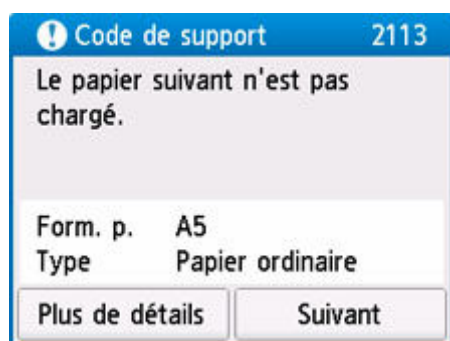 Code de support 2113
Le papier suivant n'est pas
chargé.
Form. p. A5
Type Papier ordinaire
Plus de détails Suivant